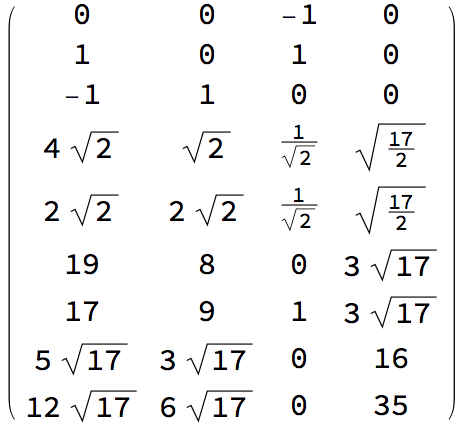 0 0 −1 0
1 0 1 0
−1 1 0 0
4 √2 √2 1/√2 √(17/2)
2 √2 2 √2 1/√2 √(17/2)
19 8 0 3 √17
17 9 1 3 √17
5 √17 3 √17 0 16
12 √17 6 √17 0 35